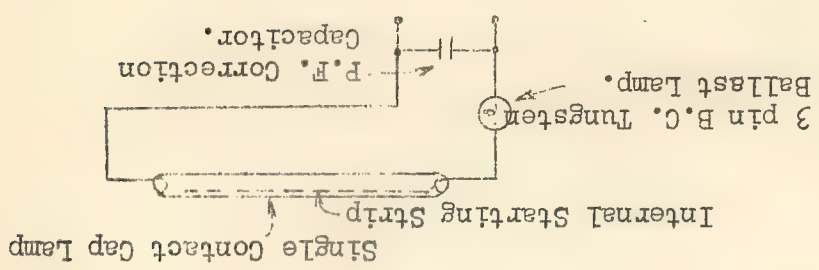 Single Contact Cap Lamp
Internal Starting Strip
3 pin B.C. Tungsten
Ballast Lamp.
P.F. Correction
Capacitor.